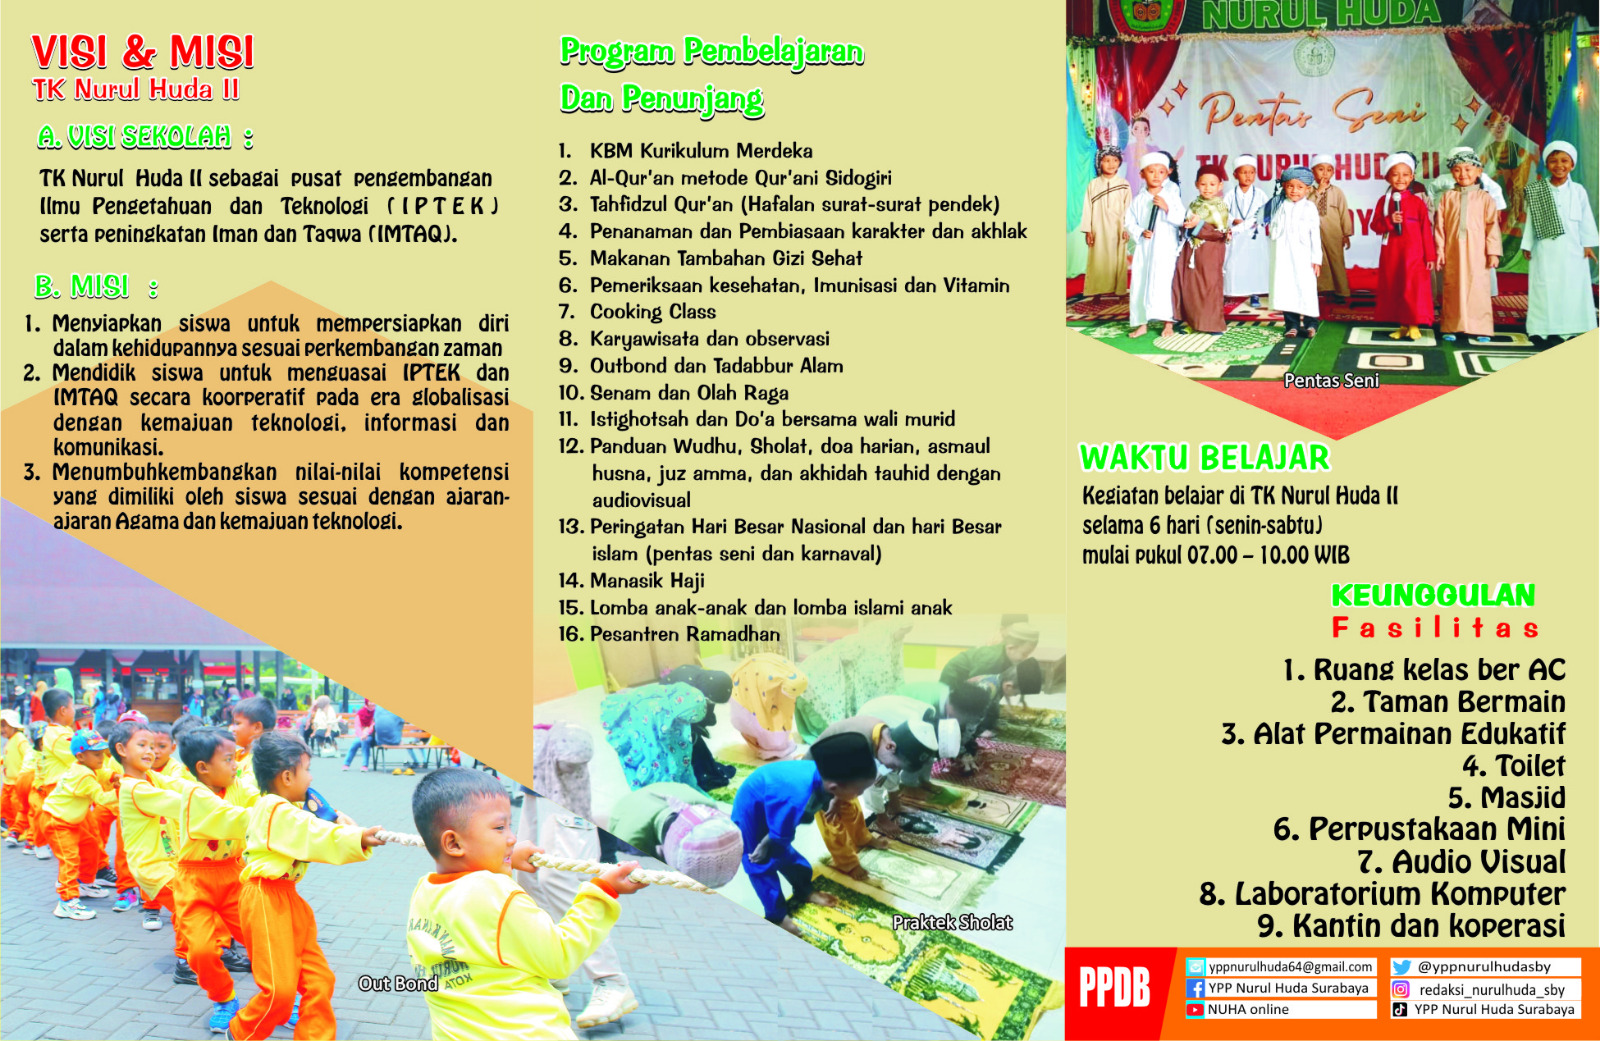 VISI & MISI
TK Nurul Huda II
A. VISI SEKOLAH :
TK Nurul Huda II sebagai pusat pengembangan
Ilmu Pengetahuan dan Teknologi ( I P T E K )
serta peningkatan Iman dan Taqwa (IMTAQ).
B. MISI :
1. Menyiapkan siswa untuk mempersiapkan diri
dalam kehidupannya sesuai perkembangan zaman
2. Mendidik siswa untuk menguasai IPTEK dan
IMTAQ secara koorperatif pada era globalisasi
dengan kemajuan teknologi, informasi dan
komunikasi.
3. Menumbuhkembangkan nilai-nilai kompetensi
yang dimiliki oleh siswa sesuai dengan ajaran-
ajaran Agama dan kemajuan teknologi.
Out Bond
Program Pembelajaran
Dan Penunjang
1. KBM Kurikulum Merdeka
2. Al-Qur'an metode Qur'ani Sidogiri
3. Tahfidzul Qur'an (Hafalan surat-surat pendek)
4. Penanaman dan Pembiasaan karakter dan akhlak
5. Makanan Tambahan Gizi Sehat
6. Pemeriksaan kesehatan, Imunisasi dan Vitamin
7. Cooking Class
8. Karyawisata dan observasi
9. Outbond dan Tadabbur Alam
10. Senam dan Olah Raga
11. Istighotsah dan Do'a bersama wali murid
12. Panduan Wudhu, Sholat, doa harian, asmaul
husna, juz amma, dan akhidah tauhid dengan
audiovisual
13. Peringatan Hari Besar Nasional dan hari Besar
islam (pentas seni dan karnaval)
14. Manasik Haji
15. Lomba anak-anak dan lomba islami anak
16. Pesantren Ramadhan
Praktek Sholat
NURUL HUDA
Pentas Seni
TK NURUL HUDA II
Pentas Seni
WAKTU BELAJAR
Kegiatan belajar di TK Nurul Huda II
selama 6 hari (senin-sabtu)
mulai pukul 07.00 – 10.00 WIB
KEUNGGULAN
Fasilitas
1. Ruang kelas ber AC
2. Taman Bermain
3. Alat Permainan Edukatif
4. Toilet
5. Masjid
6. Perpustakaan Mini
7. Audio Visual
8. Laboratorium Komputer
9. Kantin dan koperasi
PPDB
yppnurulhuda64@gmail.com
YPP Nurul Huda Surabaya
NUHA online
@yppnurulhudasby
redaksi_nurulhuda_sby
YPP Nurul Huda Surabaya